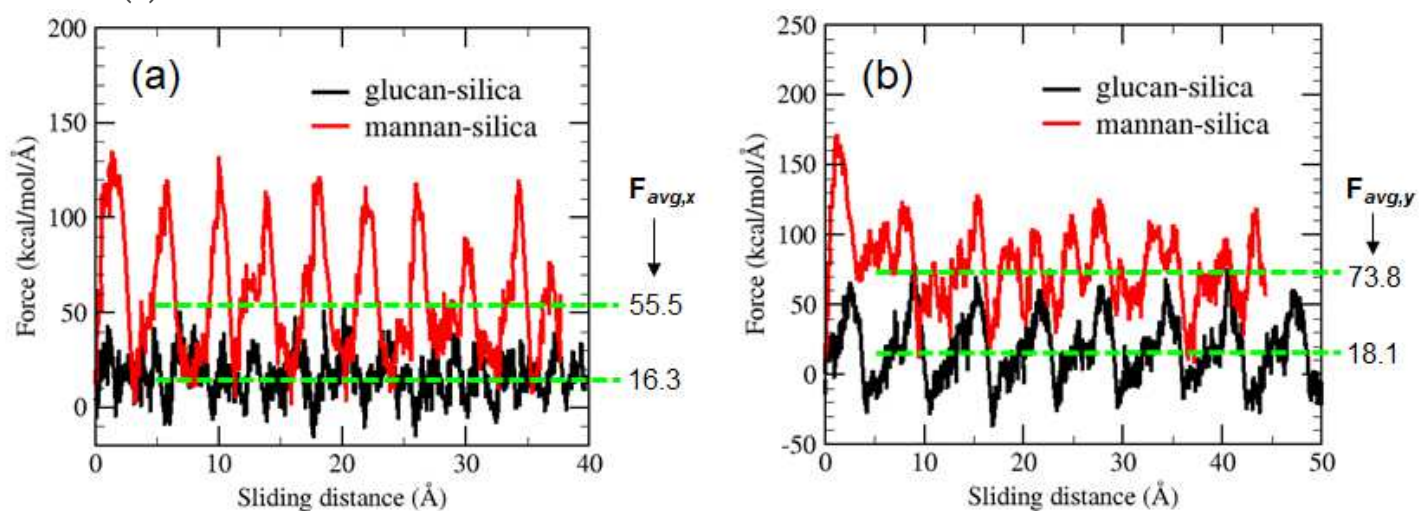 200
150
100
50
0
Force (kcal/mol/Å)
(a)
glucan-silica
mannan-silica
0 10 20 30 40
Sliding distance (Å)
F_avg,x
55.5
16.3
250
200
150
100
50
0
-50
Force (kcal/mol/Å)
(b)
glucan-silica
mannan-silica
0 10 20 30 40 50
Sliding distance (Å)
F_avg,y
73.8
18.1